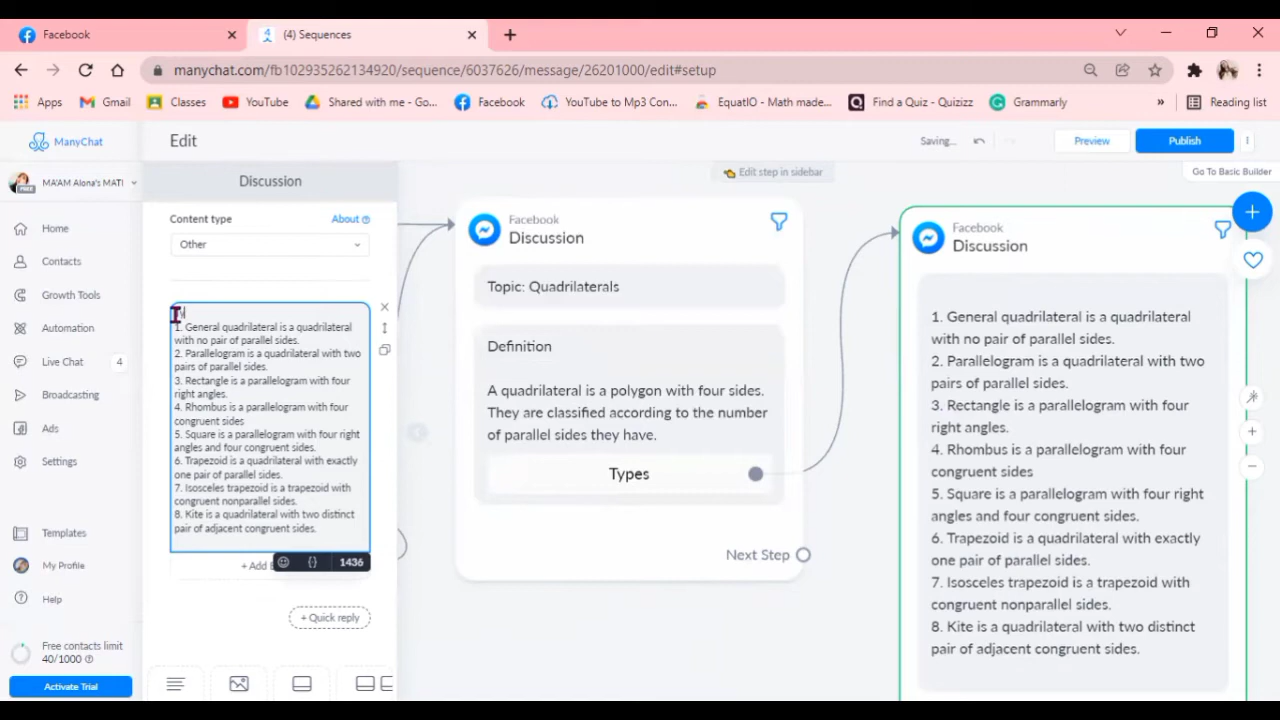 Facebook
(4) Sequences
manychat.com/fb102935262134920/sequence/6037626/message/26201000/edit#setup
Apps
Gmail
Classes
YouTube
Shared with me - Go...
Facebook
YouTube to Mp3 Con...
EquatIO - Math made...
Find a Quiz - Quizizz
Grammarly
»
Reading list
ManyChat
Edit
Saving...
Preview
Publish
Go To Basic Builder
MA'AM Alona's MATI
FREE
Home
Contacts
Growth Tools
Automation
Live Chat
4
Broadcasting
Ads
Settings
Templates
My Profile
Help
Free contacts limit
40/1000
Activate Trial
Discussion
Content type
About
Other
1. General quadrilateral is a quadrilateral
with no pair of parallel sides.
2. Parallelogram is a quadrilateral with two
pairs of parallel sides.
3. Rectangle is a parallelogram with four
right angles.
4. Rhombus is a parallelogram with four
congruent sides
5. Square is a parallelogram with four right
angles and four congruent sides.
6. Trapezoid is a quadrilateral with exactly
one pair of parallel sides.
7. Isosceles trapezoid is a trapezoid with
congruent nonparallel sides.
8. Kite is a quadrilateral with two distinct
pair of adjacent congruent sides.
{} 1436
+ Add
+ Quick reply
Edit step in sidebar
Facebook
Discussion
Topic: Quadrilaterals
Definition
A quadrilateral is a polygon with four sides.
They are classified according to the number
of parallel sides they have.
Types
Next Step
Facebook
Discussion
1. General quadrilateral is a quadrilateral
with no pair of parallel sides.
2. Parallelogram is a quadrilateral with two
pairs of parallel sides.
3. Rectangle is a parallelogram with four
right angles.
4. Rhombus is a parallelogram with four
congruent sides
5. Square is a parallelogram with four right
angles and four congruent sides.
6. Trapezoid is a quadrilateral with exactly
one pair of parallel sides.
7. Isosceles trapezoid is a trapezoid with
congruent nonparallel sides.
8. Kite is a quadrilateral with two distinct
pair of adjacent congruent sides.